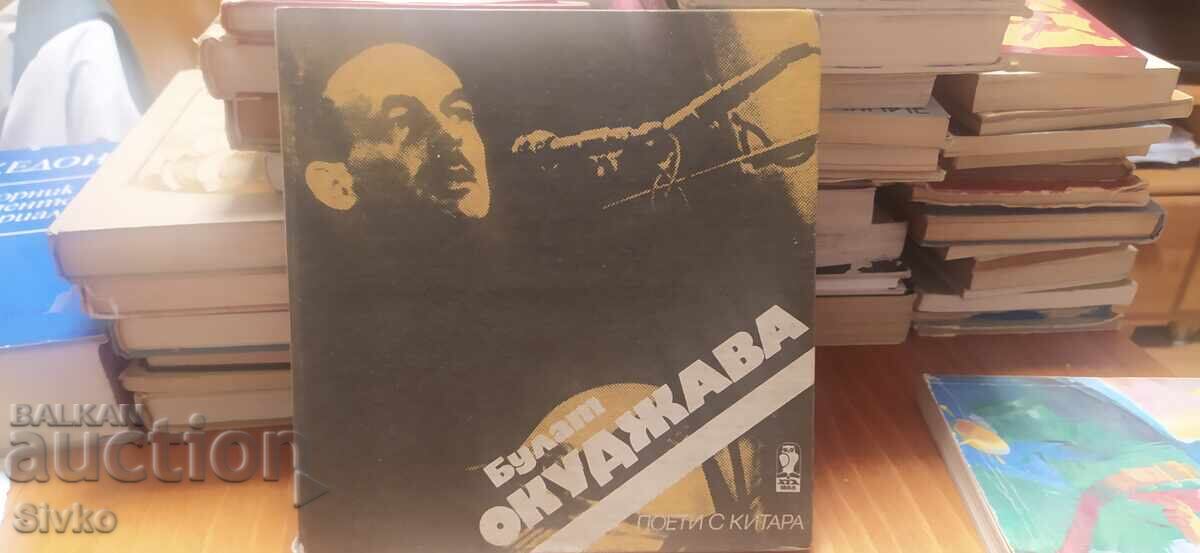 Булат
ОКУДЖАВА
ПОЕТИ С КИТАРА
BALKAN
auction
Sivko